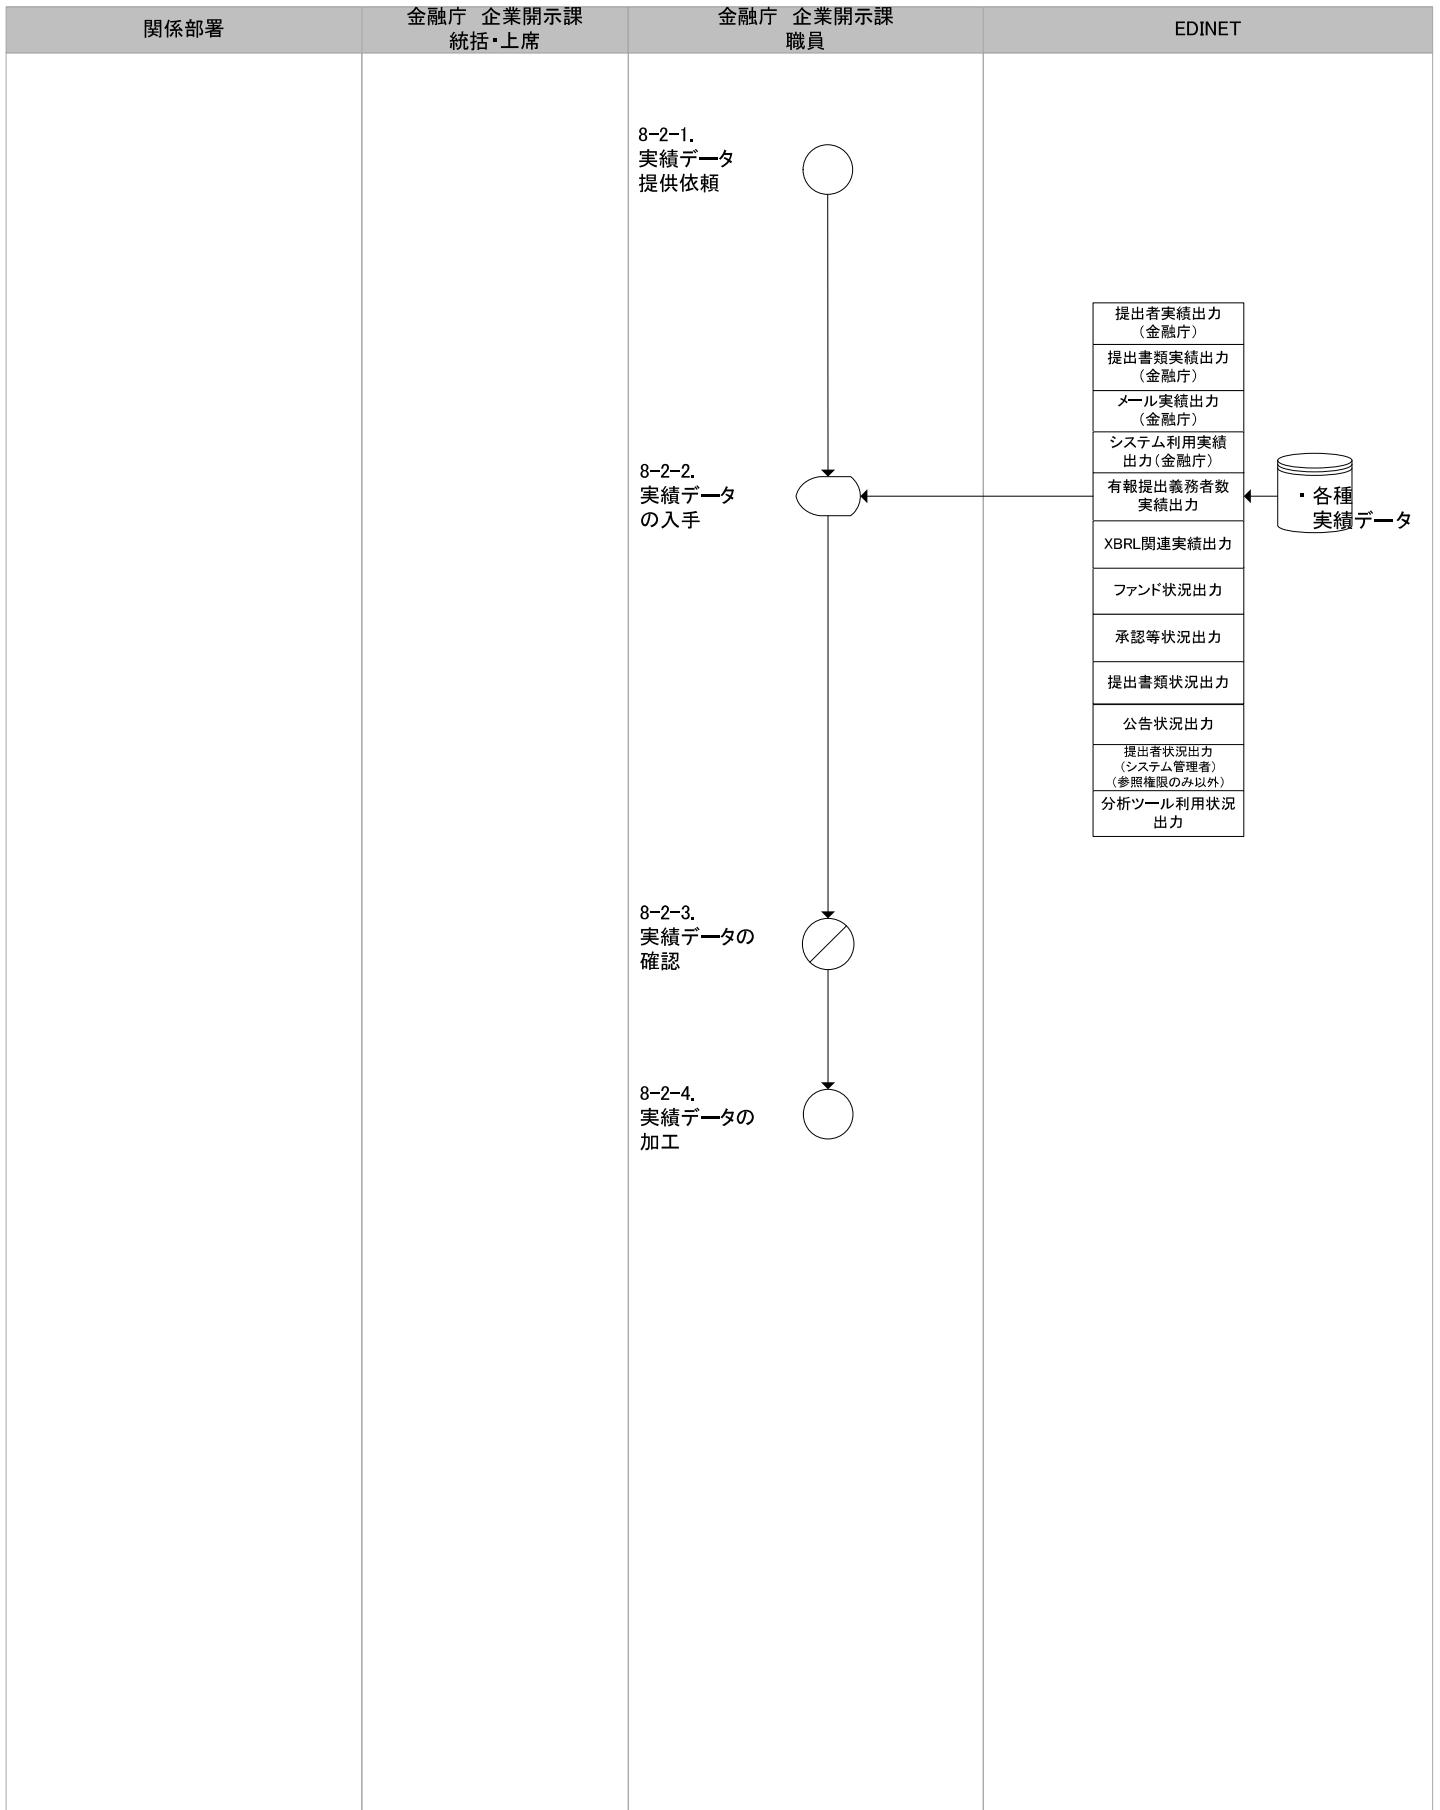 関係部署
金融庁　企業開示課
統括・上席
金融庁　企業開示課
職員
EDINET
8-2-1.
実績データ
提供依頼
提出者実績出力
（金融庁）
提出書類実績出力
（金融庁）
メール実績出力
（金融庁）
システム利用実績
出力（金融庁）
8-2-2.
実績データ
の入手
有報提出義務者数
実績出力
・各種
実績データ
XBRL関連実績出力
ファンド状況出力
承認等状況出力
提出書類状況出力
公告状況出力
提出者状況出力
（システム管理者）
（参照権限のみ以外）
分析ツール利用状況
出力
8-2-3.
実績データの
確認
8-2-4.
実績データの
加工